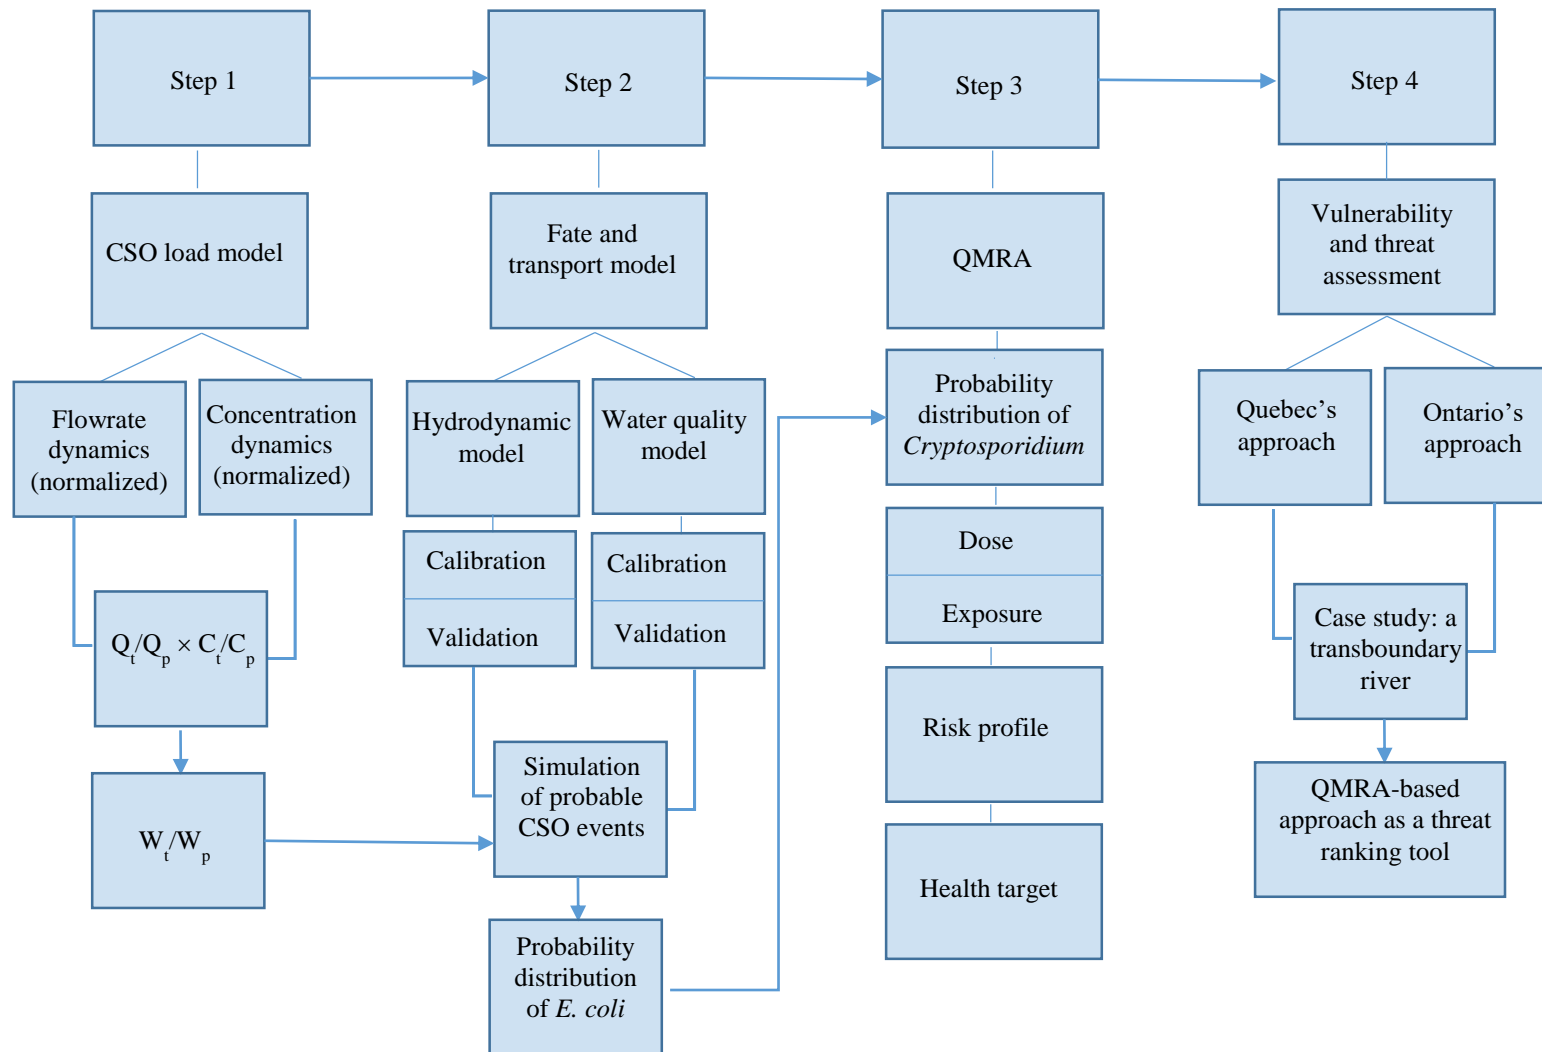 Step 1
Step 2
Step 3
Step 4
CSO load model
Flowrate
dynamics
(normalized)
Concentration
dynamics
(normalized)
Qt/Qp × Ct/Cp
Wt/Wp
Fate and
transport model
Hydrodynamic
model
Water quality
model
Calibration
Validation
Calibration
Validation
Simulation
of probable
CSO events
Probability
distribution
of E. coli
QMRA
Probability
distribution of
Cryptosporidium
Dose
Exposure
Risk profile
Health target
Vulnerability
and threat
assessment
Quebec’s
approach
Ontario’s
approach
Case study: a
transboundary
river
QMRA-based
approach as a threat
ranking tool